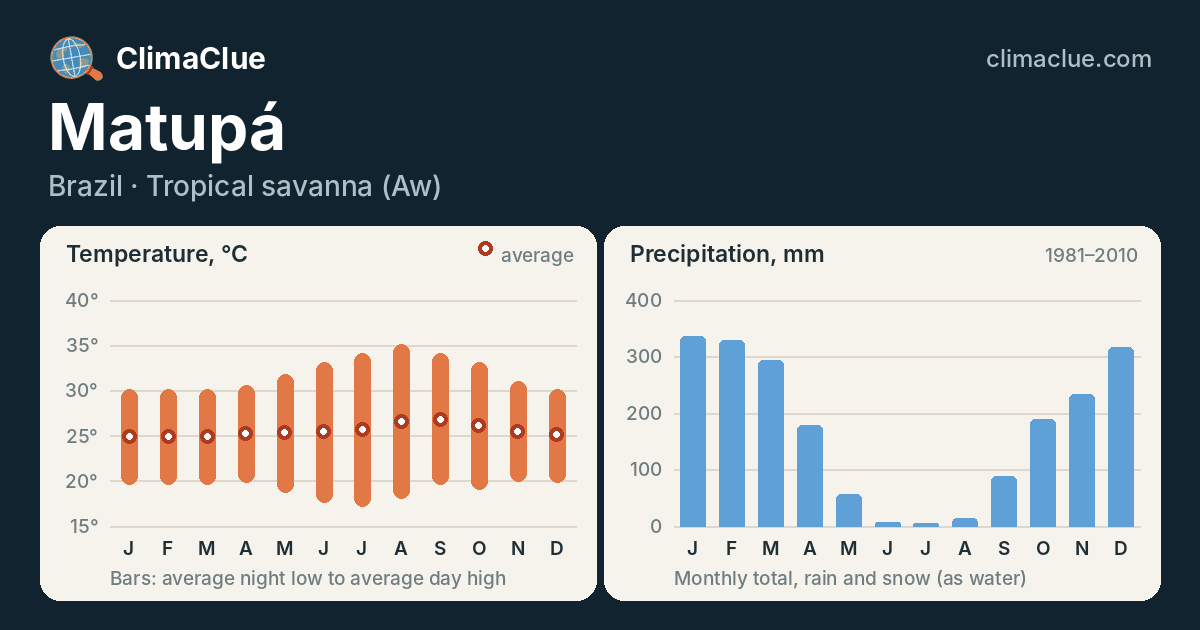 ClimaClue
climaclue.com
Matupá
Brazil · Tropical savanna (Aw)
Temperature, °C
average
40°
35°
30°
25°
20°
15°
J F M A M J J A S O N D
Bars: average night low to average day high
Precipitation, mm
1981–2010
400
300
200
100
0
J F M A M J J A S O N D
Monthly total, rain and snow (as water)